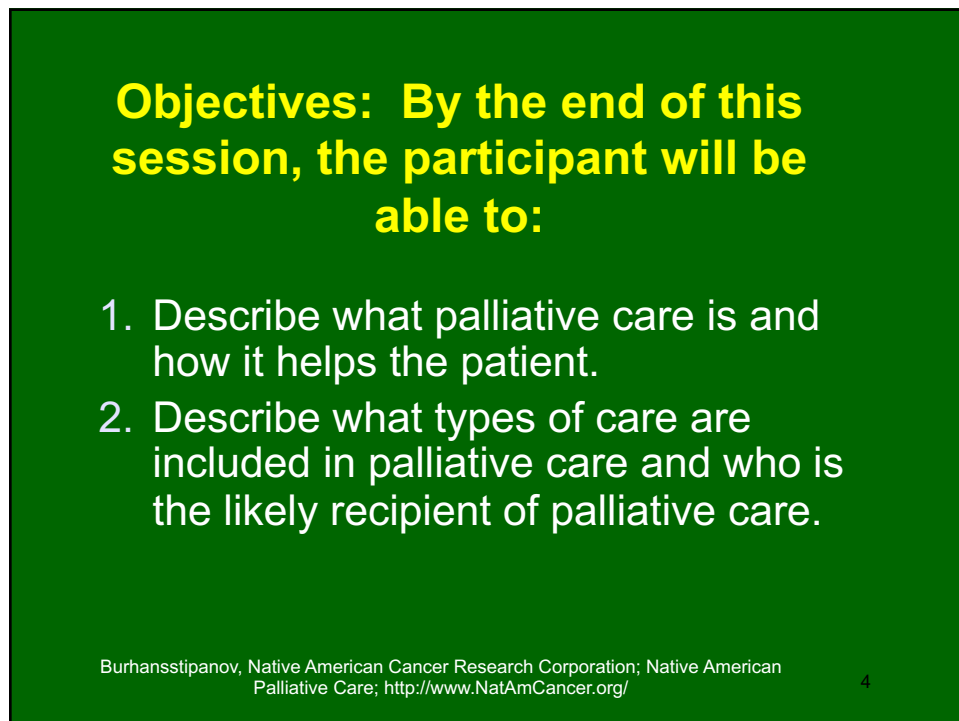 Objectives: By the end of this
session, the participant will be
able to:
1. Describe what palliative care is and
how it helps the patient.
2. Describe what types of care are
included in palliative care and who is
the likely recipient of palliative care.
Burhansstipanov, Native American Cancer Research Corporation; Native American
Palliative Care; http://www.NatAmCancer.org/
4